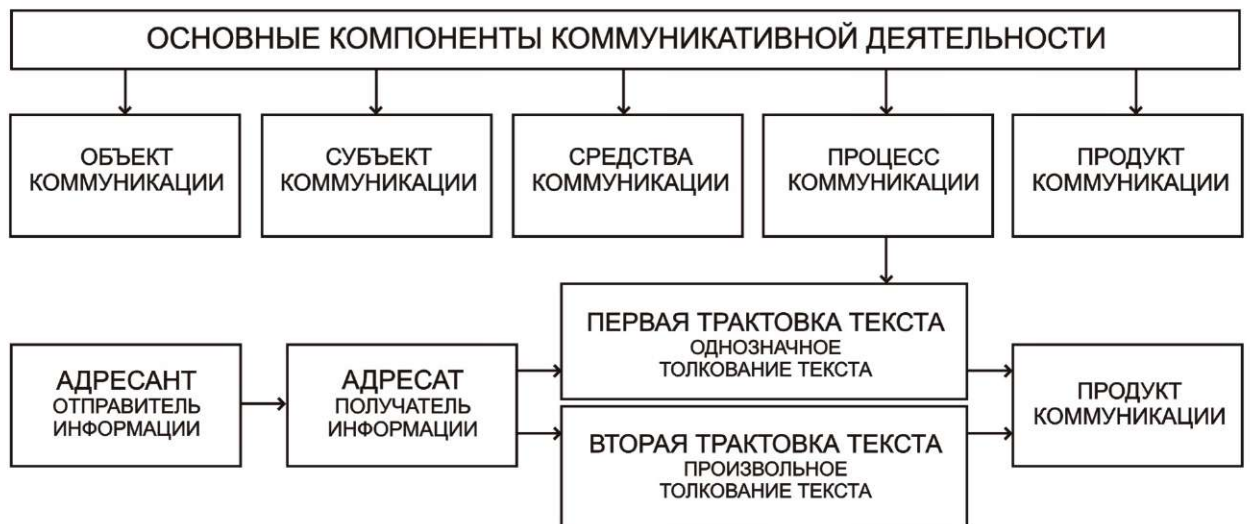 ОСНОВНЫЕ КОМПОНЕНТЫ КОММУНИКАТИВНОЙ ДЕЯТЕЛЬНОСТИ
ОБЪЕКТ
КОММУНИКАЦИИ
СУБЪЕКТ
КОММУНИКАЦИИ
СРЕДСТВА
КОММУНИКАЦИИ
ПРОЦЕСС
КОММУНИКАЦИИ
ПРОДУКТ
КОММУНИКАЦИИ
АДРЕСАНТ
ОТПРАВИТЕЛЬ
ИНФОРМАЦИИ
АДРЕСАТ
ПОЛУЧАТЕЛЬ
ИНФОРМАЦИИ
ПЕРВАЯ ТРАКТОВКА ТЕКСТА
ОДНОЗНАЧНОЕ
ТОЛКОВАНИЕ ТЕКСТА
ВТОРАЯ ТРАКТОВКА ТЕКСТА
ПРОИЗВОЛЬНОЕ
ТОЛКОВАНИЕ ТЕКСТА
ПРОДУКТ
КОММУНИКАЦИИ